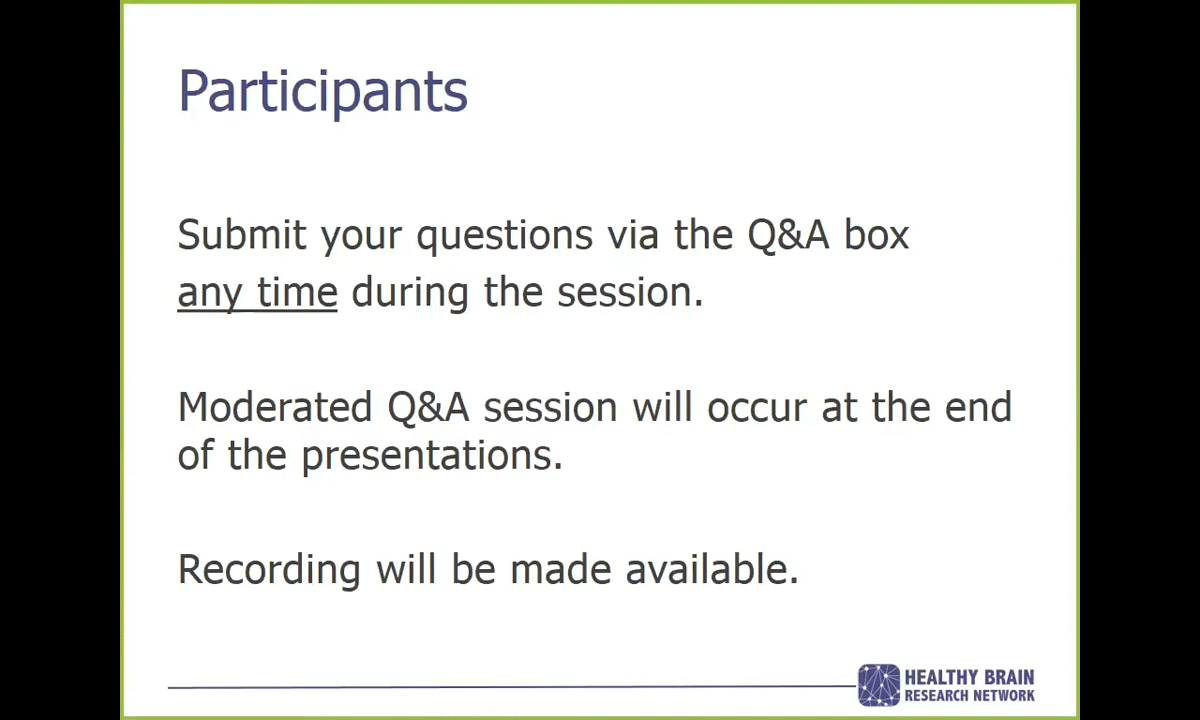 Participants
Submit your questions via the Q&A box
any time during the session.
Moderated Q&A session will occur at the end
of the presentations.
Recording will be made available.
HEALTHY BRAIN
RESEARCH NETWORK